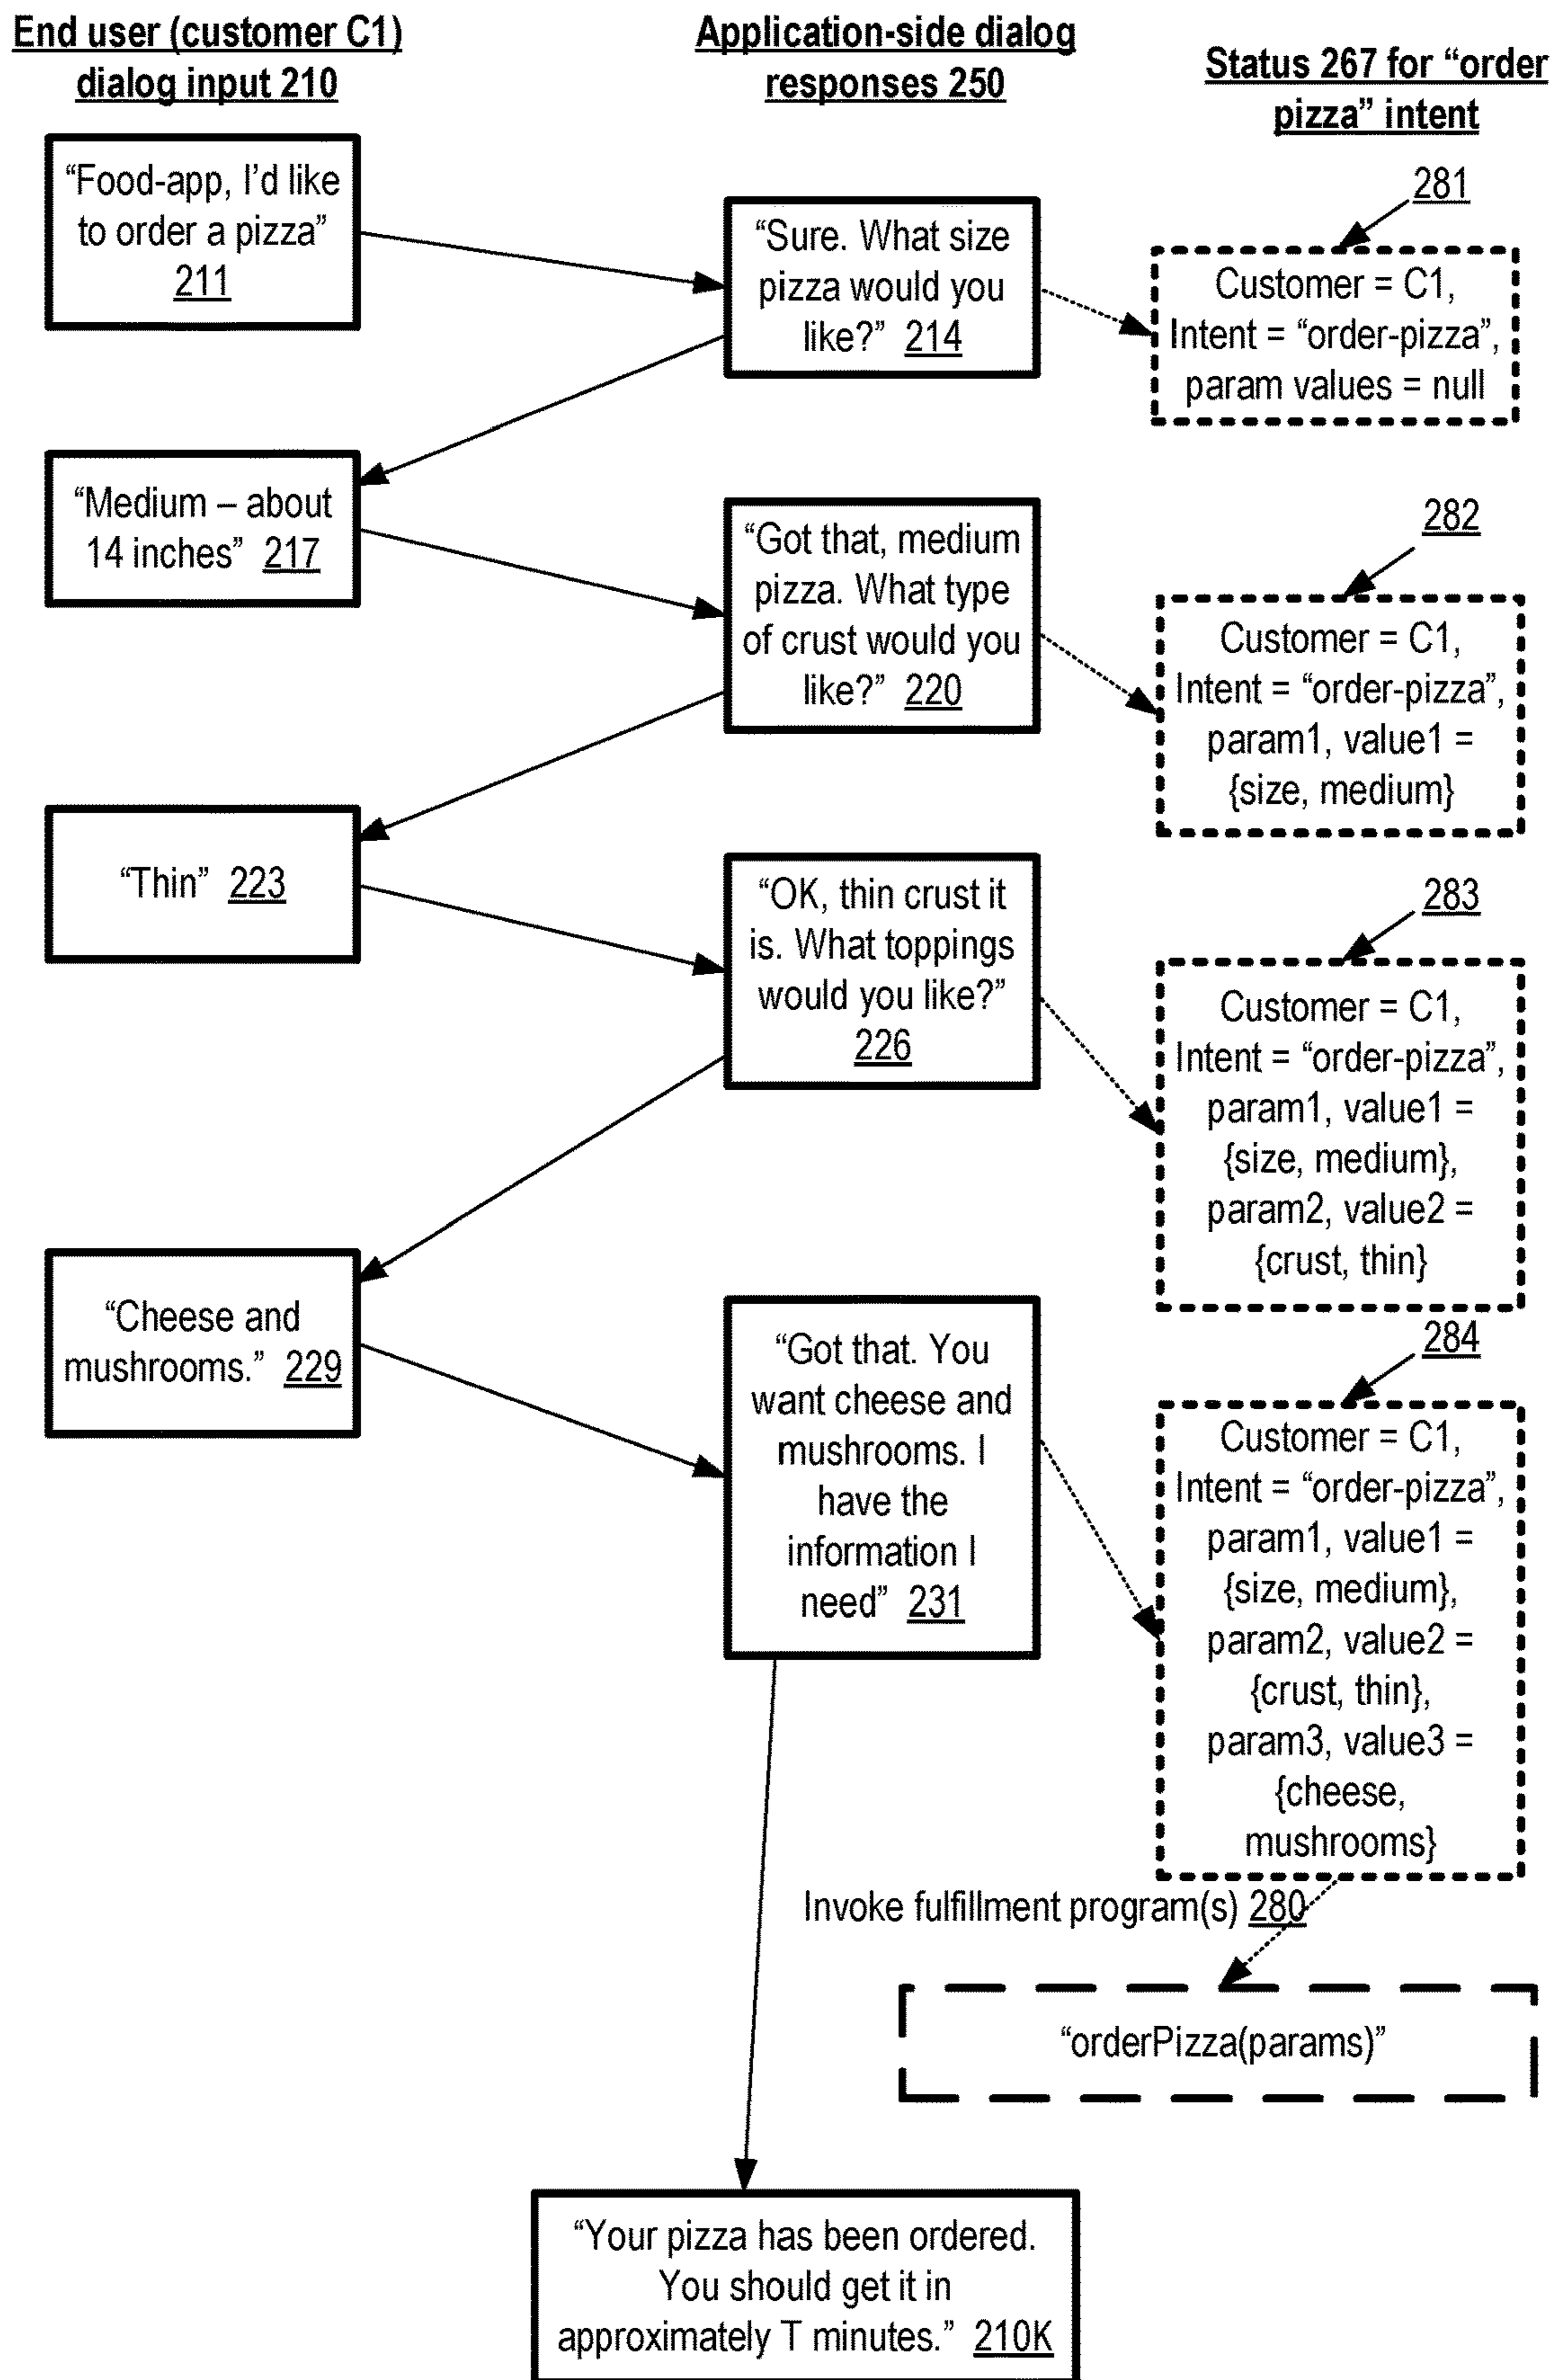 End user (customer C1)
dialog input 210
Application-side dialog
responses 250
Status 267 for “order
pizza” intent
“Food-app, I’d like
to order a pizza”
211
“Sure. What size
pizza would you
like?” 214
281
Customer = C1,
Intent = “order-pizza”,
param values = null
“Medium – about
14 inches” 217
“Got that, medium
pizza. What type
of crust would you
like?” 220
282
Customer = C1,
Intent = “order-pizza”,
param1, value1 =
{size, medium}
“Thin” 223
“OK, thin crust it
is. What toppings
would you like?”
226
283
Customer = C1,
Intent = “order-pizza”,
param1, value1 =
{size, medium},
param2, value2 =
{crust, thin}
“Cheese and
mushrooms.” 229
“Got that. You
want cheese and
mushrooms. I
have the
information I
need” 231
284
Customer = C1,
Intent = “order-pizza”,
param1, value1 =
{size, medium},
param2, value2 =
{crust, thin},
param3, value3 =
{cheese,
mushrooms}
Invoke fulfillment program(s) 280
“orderPizza(params)”
“Your pizza has been ordered.
You should get it in
approximately T minutes.” 210K